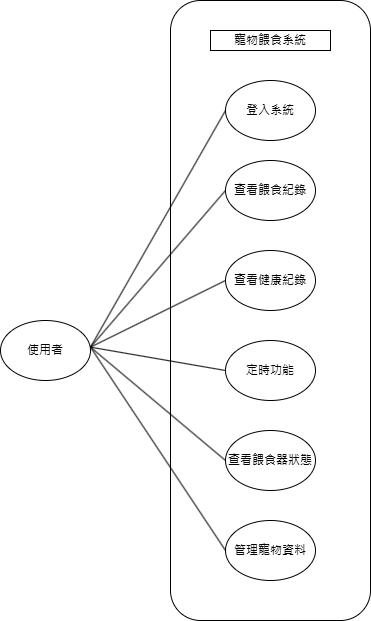 寵物餵食系統
登入系統
查看餵食紀錄
查看健康紀錄
使用者
定時功能
查看餵食器狀態
管理寵物資料